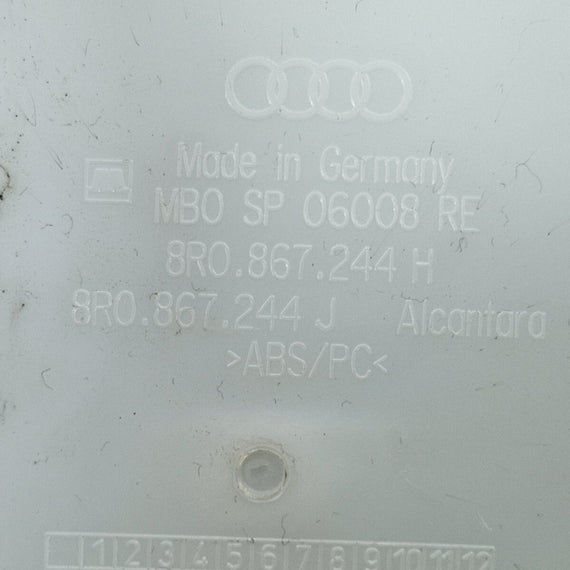 Made in Germany
MBO SP 06008 RE
8R0.867.244 H
8R0.867.244 J Alcantara
>ABS/PC<
1 2 3 4 5 6 7 8 9 10 11 12